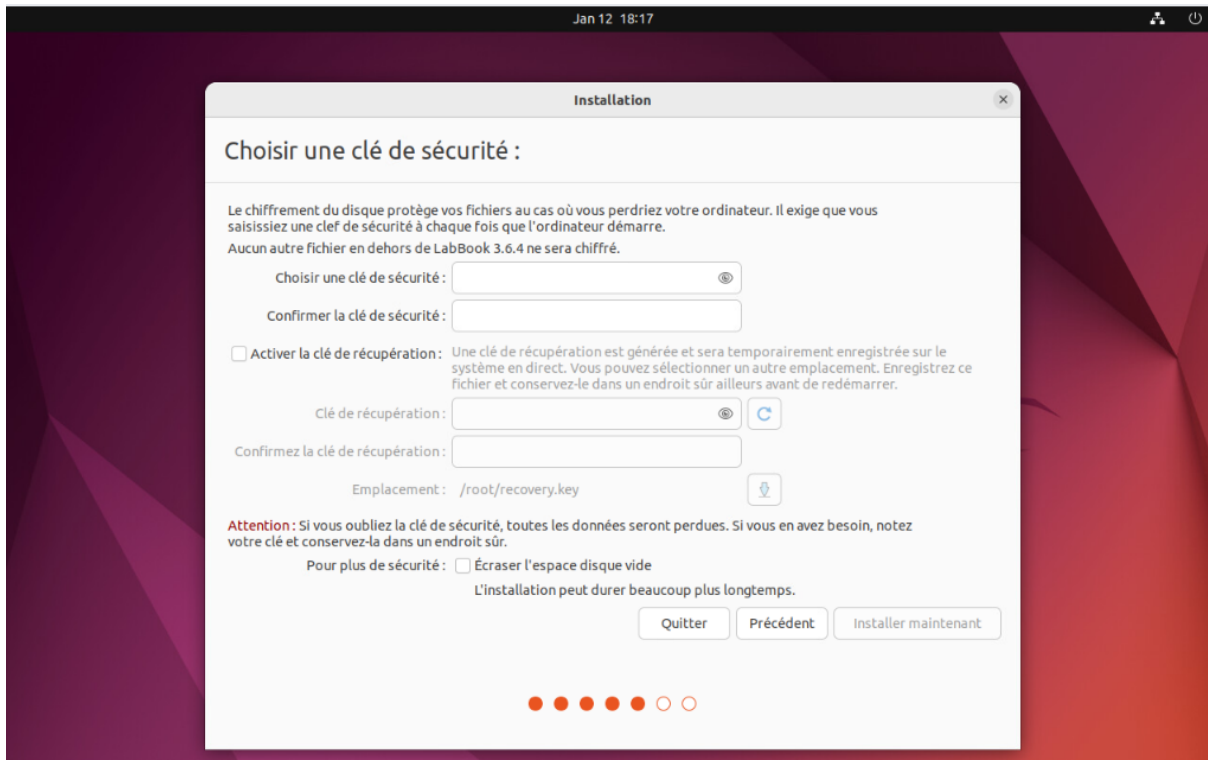 Jan 12 18:17
Installation
Choisir une clé de sécurité :
Le chiffrement du disque protège vos fichiers au cas où vous perdriez votre ordinateur. Il exige que vous
saisissiez une clef de sécurité à chaque fois que l'ordinateur démarre.
Aucun autre fichier en dehors de LabBook 3.6.4 ne sera chiffré.
Choisir une clé de sécurité :
Confirmer la clé de sécurité :
Activer la clé de récupération : Une clé de récupération est générée et sera temporairement enregistrée sur le
système en direct. Vous pouvez sélectionner un autre emplacement. Enregistrez ce
fichier et conservez-le dans un endroit sûr ailleurs avant de redémarrer.
Clé de récupération :
Confirmez la clé de récupération :
Emplacement : /root/recovery.key
Attention : Si vous oubliez la clé de sécurité, toutes les données seront perdues. Si vous en avez besoin, notez
votre clé et conservez-la dans un endroit sûr.
Pour plus de sécurité : Écraser l'espace disque vide
L'installation peut durer beaucoup plus longtemps.
Quitter Précédent Installer maintenant